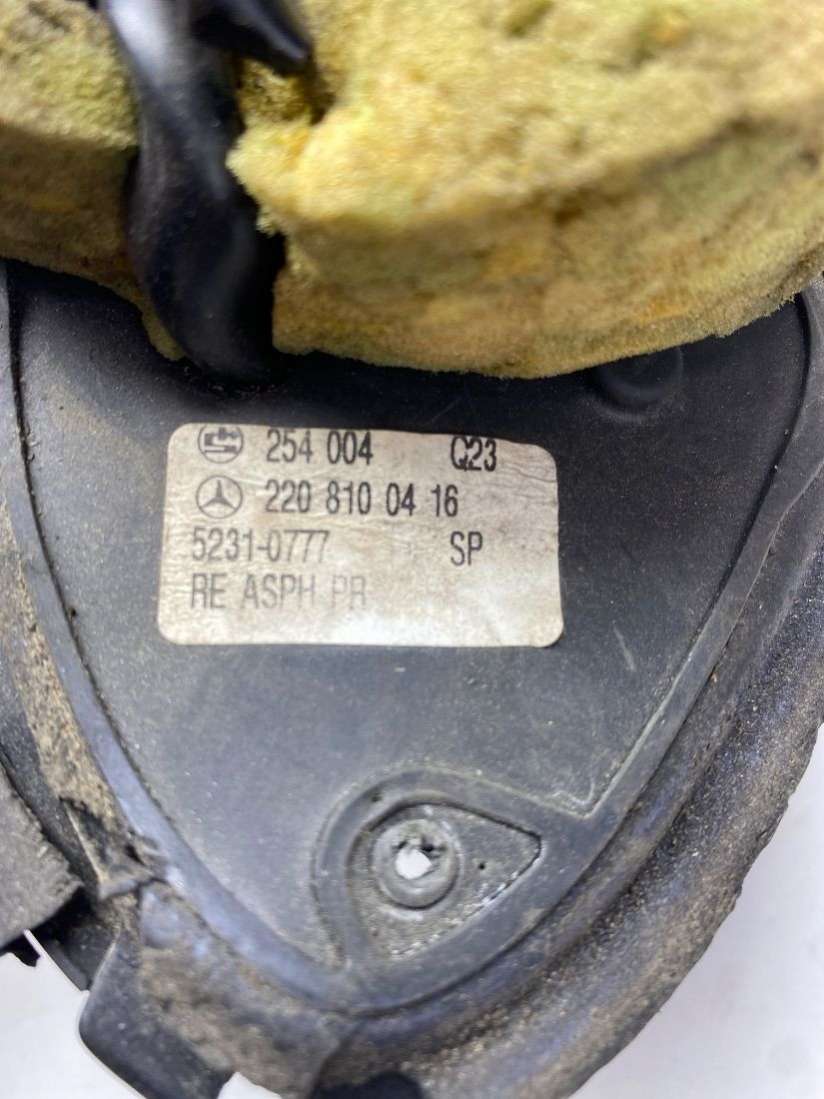 254 004 Q23
220 810 04 16
5231-0777 SP
RE ASPH PR